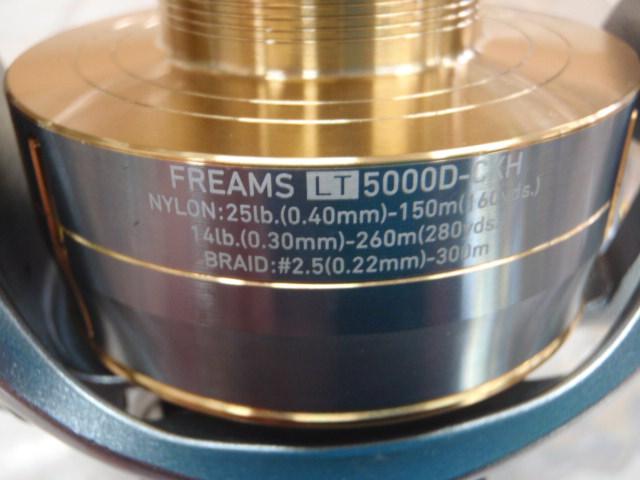 FREAMS LT 5000D-CXH
NYLON:25lb.(0.40mm)-150m(160yds.)
14lb.(0.30mm)-260m(280yds.
BRAID:#2.5(0.22mm)-300m